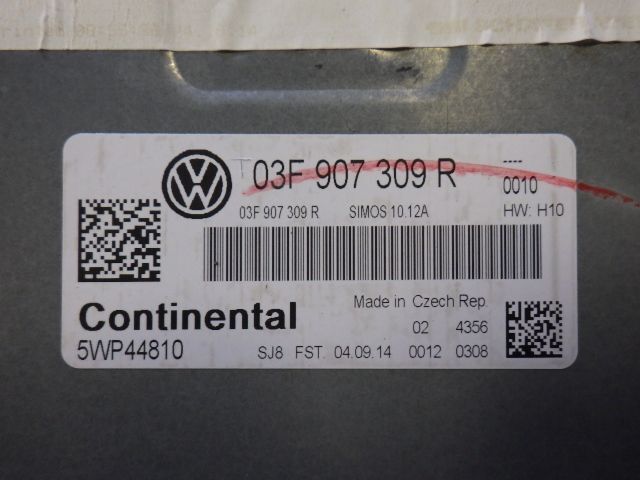 VW
T 03F 907 309 R
----
0010
03F 907 309 R SIMOS 10.12A HW: H10
Made in Czech Rep.
Continental
02 4356
5WP44810
SJ8 FST. 04.09.14 0012 0308